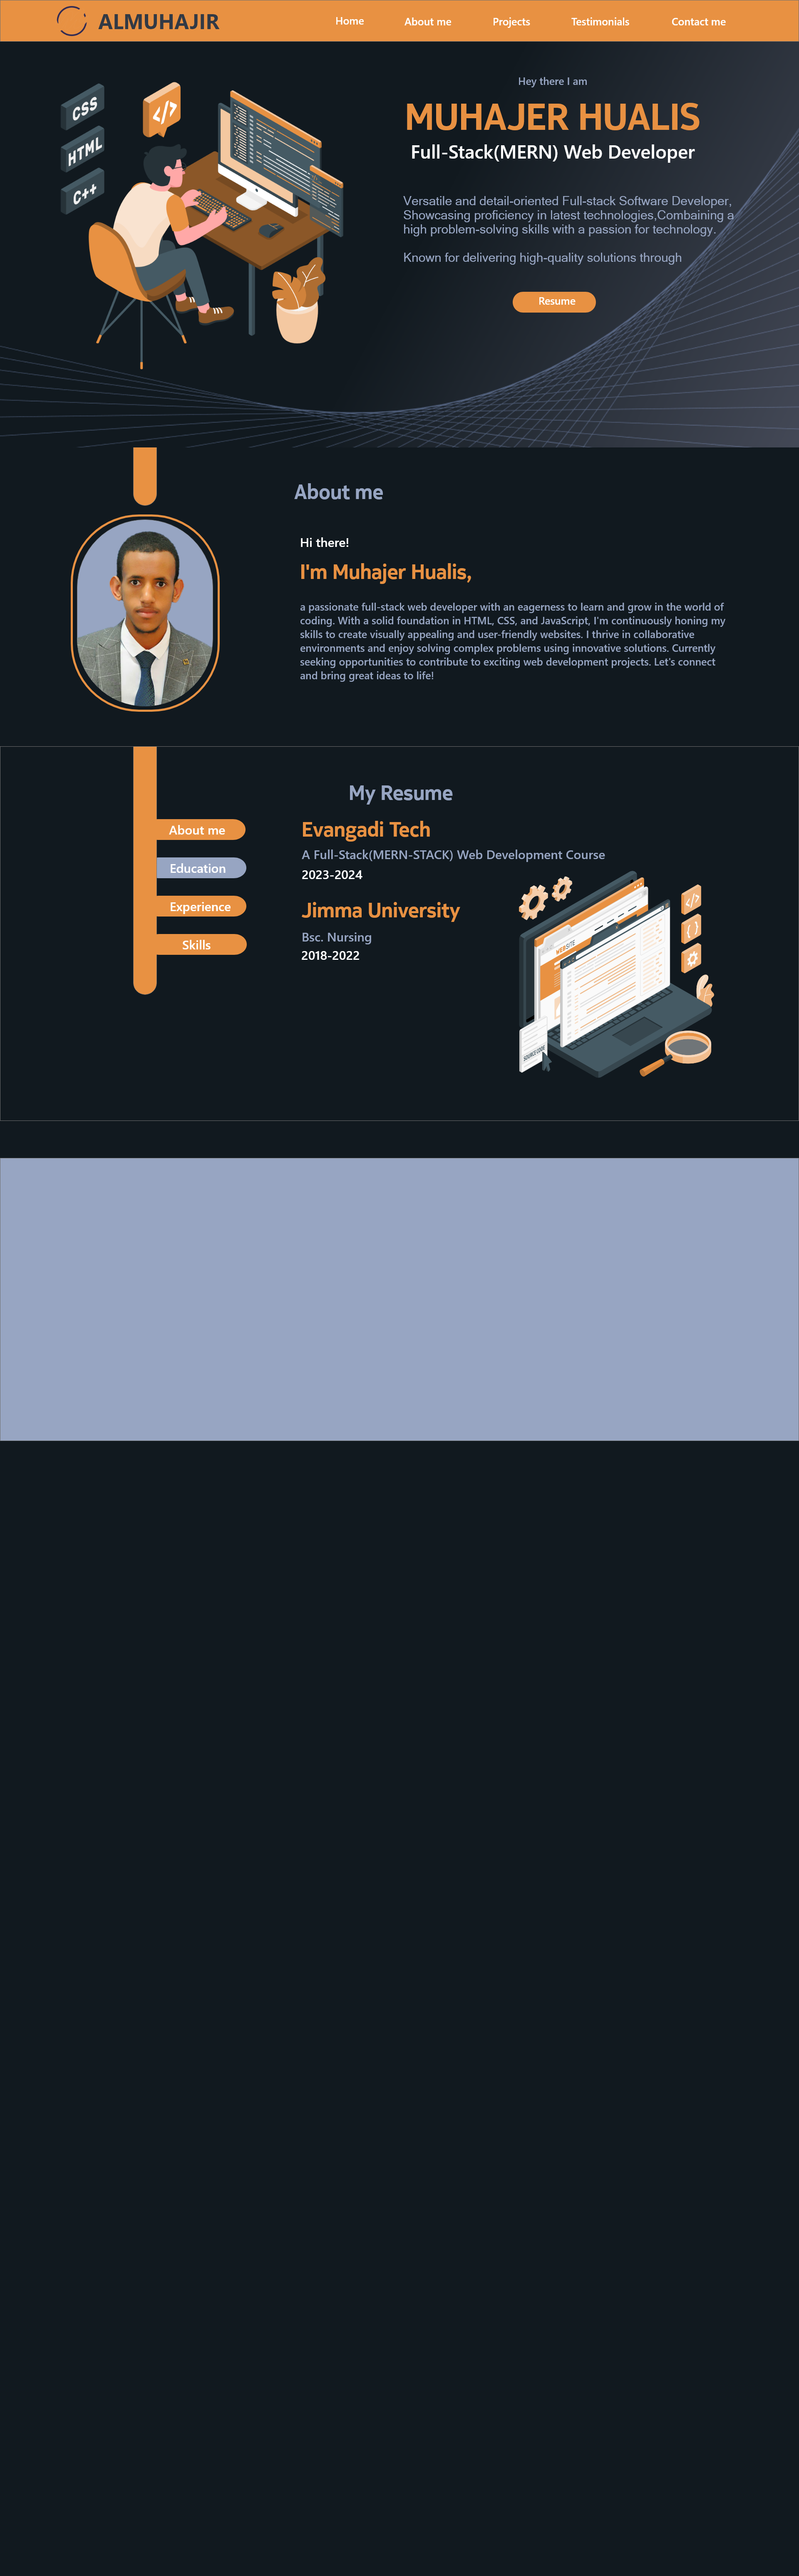 ALMUHAJIR
Home About me Projects Testimonials Contact me
CSS
HTML
C++
</>
Hey there I am
MUHAJER HUALIS
Full-Stack(MERN) Web Developer
Versatile and detail-oriented Full-stack Software Developer,
Showcasing proficiency in latest technologies,Combaining a
high problem-solving skills with a passion for technology.
Known for delivering high-quality solutions through
Resume
About me
Hi there!
I'm Muhajer Hualis,
a passionate full-stack web developer with an eagerness to learn and grow in the world of
coding. With a solid foundation in HTML, CSS, and JavaScript, I'm continuously honing my
skills to create visually appealing and user-friendly websites. I thrive in collaborative
environments and enjoy solving complex problems using innovative solutions. Currently
seeking opportunities to contribute to exciting web development projects. Let's connect
and bring great ideas to life!
My Resume
About me
Education
Experience
Skills
Evangadi Tech
A Full-Stack(MERN-STACK) Web Development Course
2023-2024
Jimma University
Bsc. Nursing
2018-2022
WEBSITE
</>
{ }
SOURCE CODE